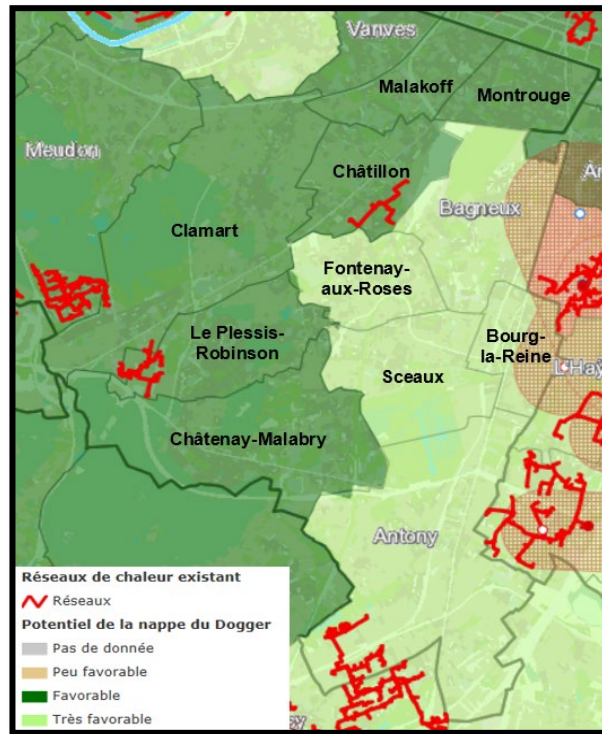 Vanves
Malakoff
Montrouge
Meudon
Châtillon
Bagneux
Clamart
Fontenay-
aux-Roses
Le Plessis-
Robinson
Bourg-
la-Reine
L'Haÿ
Sceaux
Châtenay-Malabry
Antony
Réseaux de chaleur existant
Réseaux
Potentiel de la nappe du Dogger
Pas de donnée
Peu favorable
Favorable
Très favorable